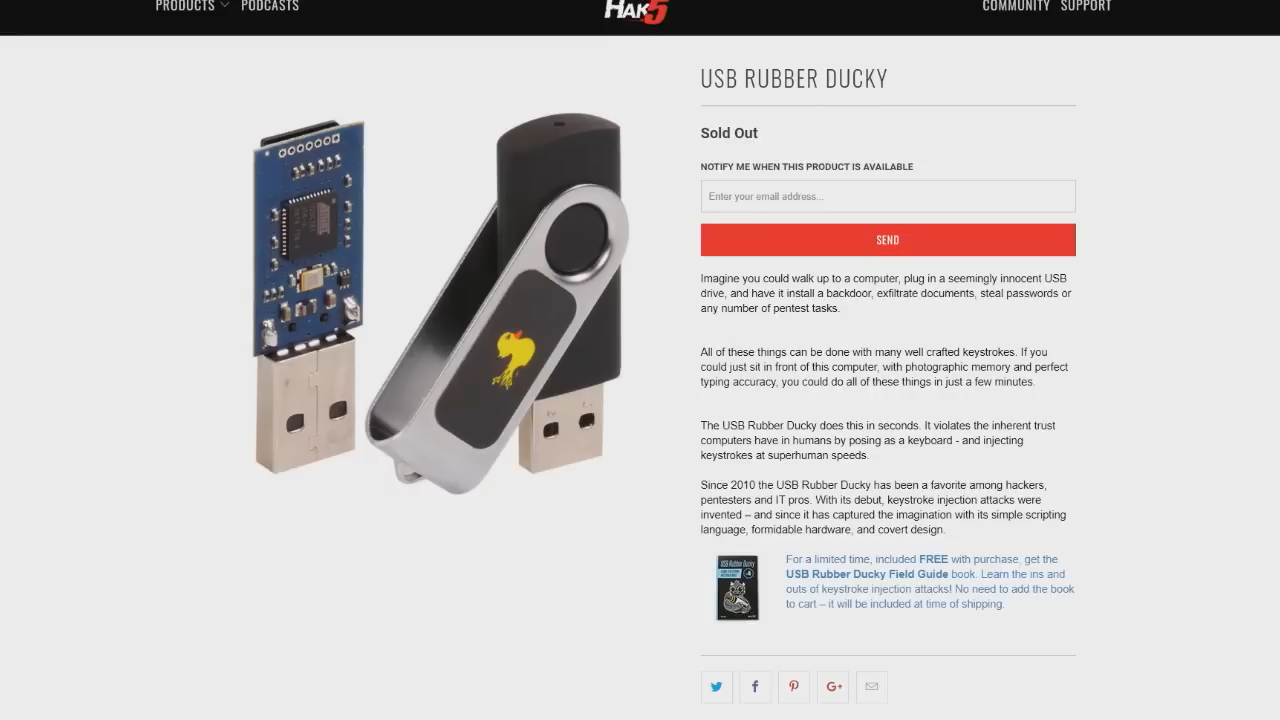 PRODUCTS
PODCASTS
HAK5
COMMUNITY
SUPPORT
USB RUBBER DUCKY
Sold Out
NOTIFY ME WHEN THIS PRODUCT IS AVAILABLE
Enter your email address...
SEND
Imagine you could walk up to a computer, plug in a seemingly innocent USB
drive, and have it install a backdoor, exfiltrate documents, steal passwords or
any number of pentest tasks.
All of these things can be done with many well crafted keystrokes. If you
could just sit in front of this computer, with photographic memory and perfect
typing accuracy, you could do all of these things in just a few minutes.
The USB Rubber Ducky does this in seconds. It violates the inherent trust
computers have in humans by posing as a keyboard - and injecting
keystrokes at superhuman speeds.
Since 2010 the USB Rubber Ducky has been a favorite among hackers,
pentesters and IT pros. With its debut, keystroke injection attacks were
invented – and since it has captured the imagination with its simple scripting
language, formidable hardware, and covert design.
USB Rubber Ducky
For a limited time, included FREE with purchase, get the
USB Rubber Ducky Field Guide book. Learn the ins and
outs of keystroke injection attacks! No need to add the book
to cart – it will be included at time of shipping.
G+